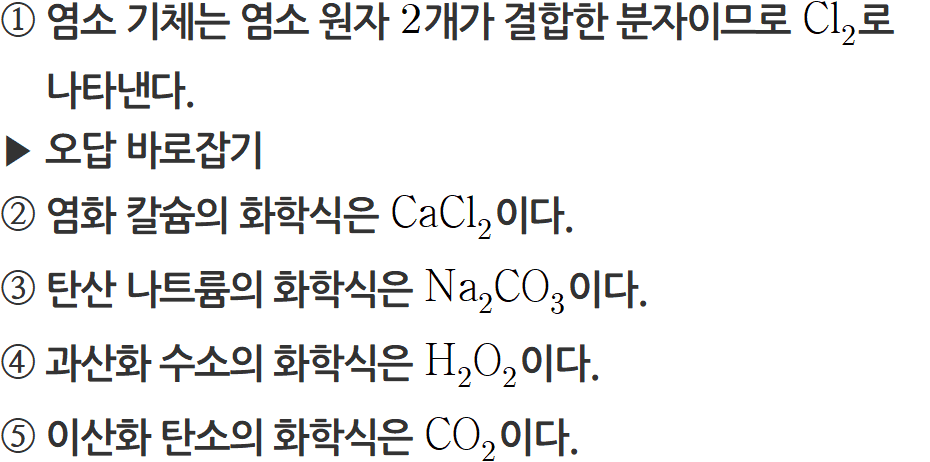 ① 염소 기체는 염소 원자 2개가 결합한 분자이므로 Cl₂로
나타낸다.
▶ 오답 바로잡기
② 염화 칼슘의 화학식은 CaCl₂이다.
③ 탄산 나트륨의 화학식은 Na₂CO₃이다.
④ 과산화 수소의 화학식은 H₂O₂이다.
⑤ 이산화 탄소의 화학식은 CO₂이다.